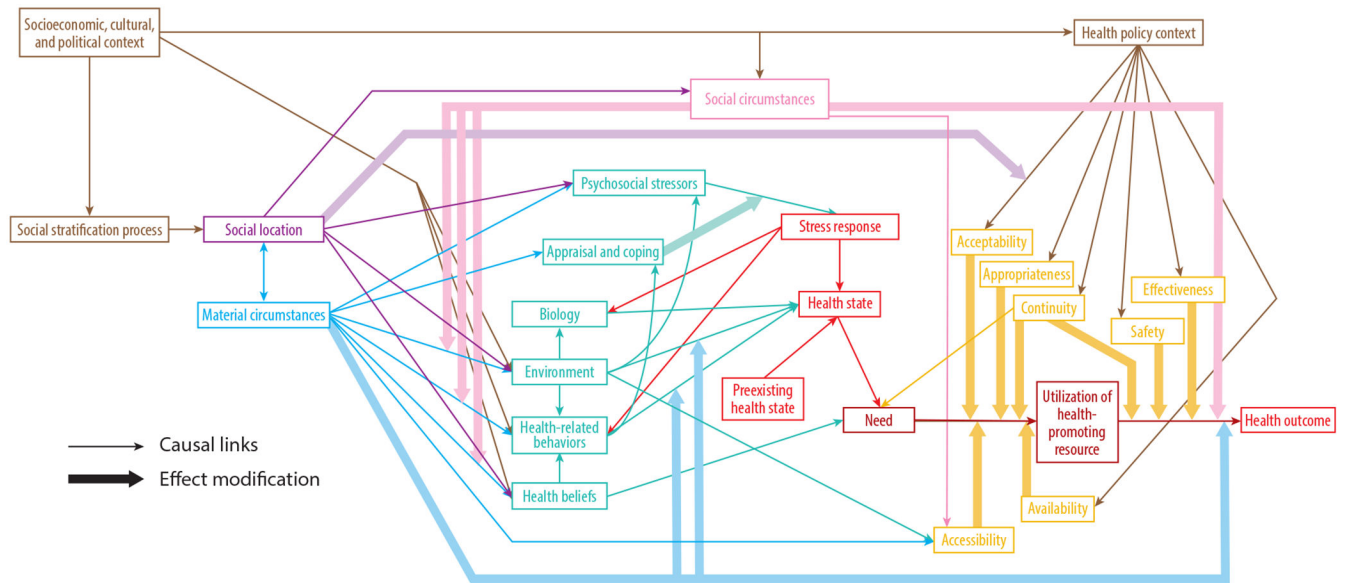 Socioeconomic, cultural,
and political context
Health policy context
Social circumstances
Psychosocial stressors
Social stratification process
Social location
Stress response
Acceptability
Appraisal and coping
Appropriateness
Effectiveness
Material circumstances
Biology
Health state
Continuity
Safety
Environment
Preexisting
health state
Utilization of
health-
promoting
resource
Need
Health outcome
Health-related
behaviors
Causal links
Effect modification
Health beliefs
Availability
Accessibility